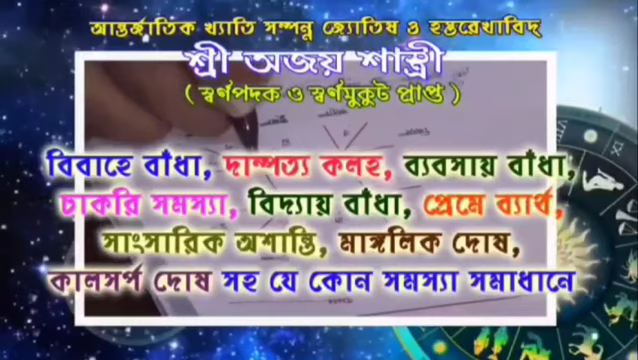 আন্তর্জাতিক খ্যাতি সম্পন্ন জ্যোতিষ ও হস্তরেখাবিদ্
শ্রী অজয় শাস্ত্রী
( স্বর্ণপদক ও স্বর্ণমুকুট প্রাপ্ত )
বিবাহে বাঁধা, দাম্পত্য কলহ, ব্যবসায় বাঁধা,
চাকরি সমস্যা, বিদ্যায় বাঁধা, প্রেমে ব্যার্থ,
সাংসারিক অশান্তি, মাঙ্গলিক দোষ,
কালসর্প দোষ সহ যে কোন সমস্যা সমাধানে